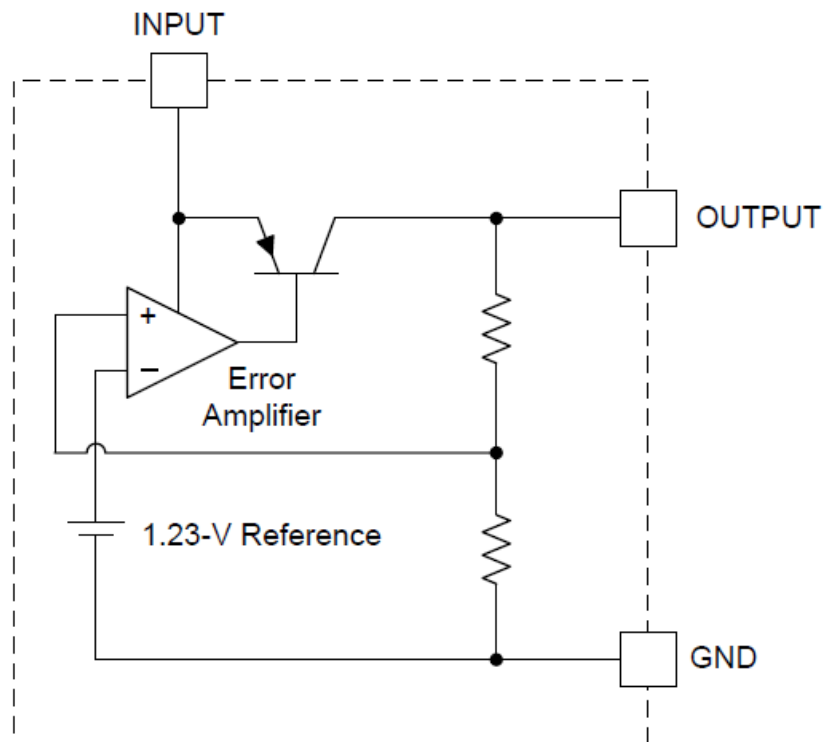 INPUT
OUTPUT
+
−
Error
Amplifier
1.23-V Reference
GND